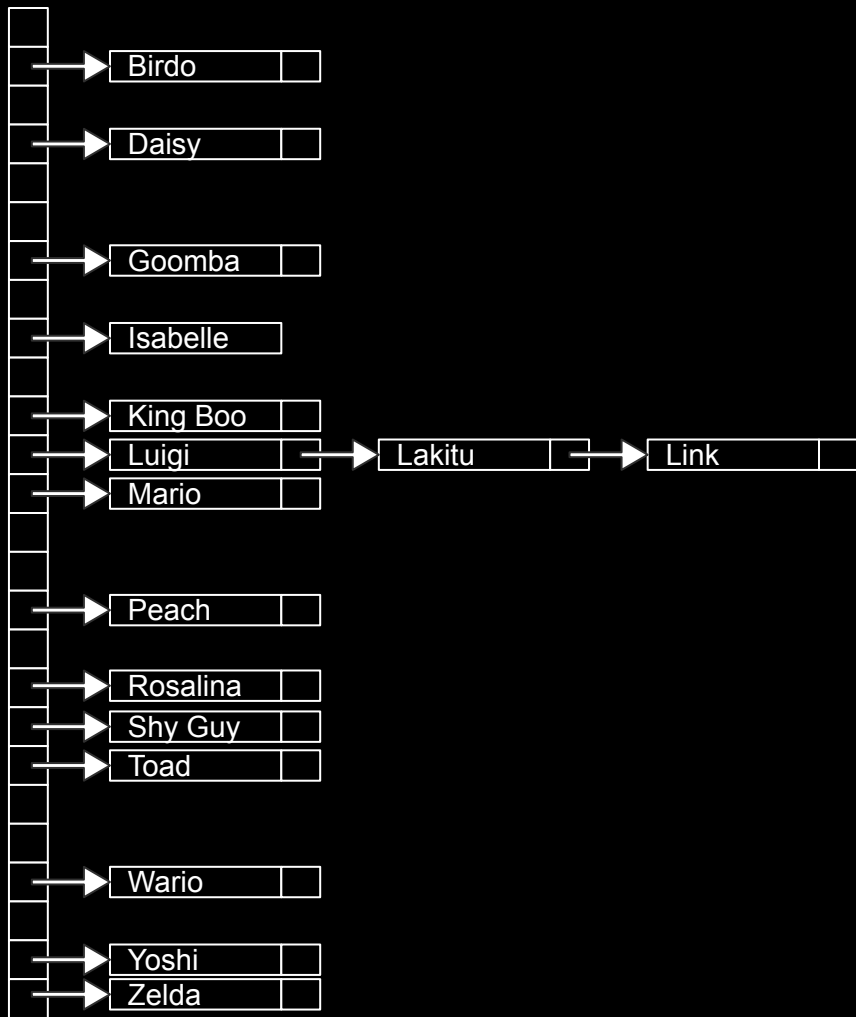 Birdo
Daisy
Goomba
Isabelle
King Boo
Luigi Lakitu Link
Mario
Peach
Rosalina
Shy Guy
Toad
Wario
Yoshi
Zelda